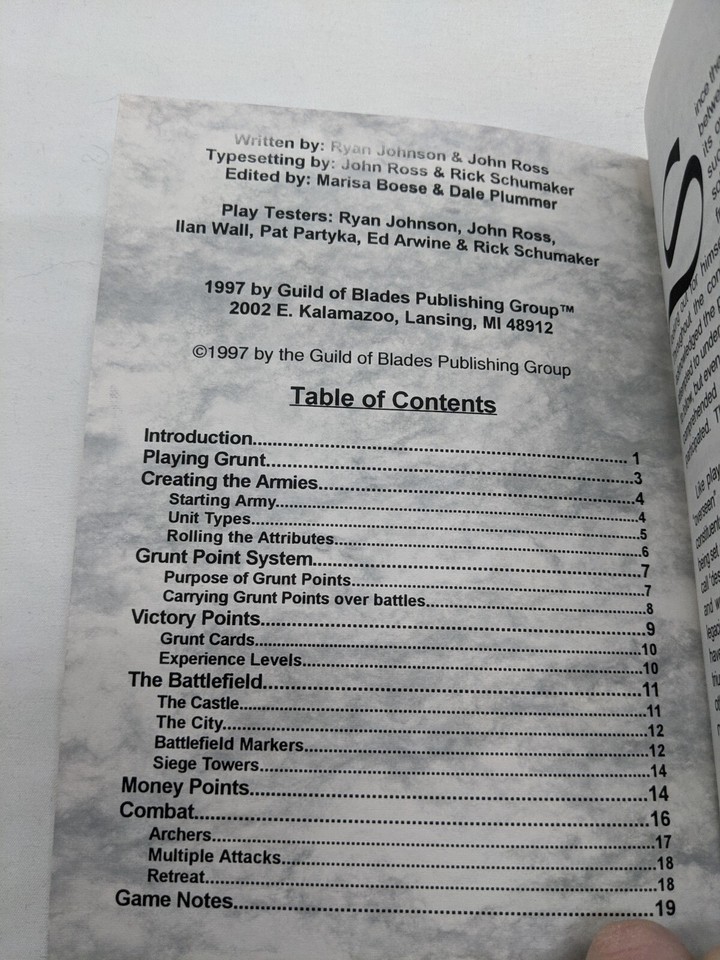 Written by: Ryan Johnson & John Ross
Typesetting by: John Ross & Rick Schumaker
Edited by: Marisa Boese & Dale Plummer
Play Testers: Ryan Johnson, John Ross,
Ilan Wall, Pat Partyka, Ed Arwine & Rick Schumaker
1997 by Guild of Blades Publishing Group™
2002 E. Kalamazoo, Lansing, MI 48912
©1997 by the Guild of Blades Publishing Group
Table of Contents
Introduction 1
Playing Grunt 3
Creating the Armies 4
Starting Army 4
Unit Types 5
Rolling the Attributes 6
Grunt Point System 7
Purpose of Grunt Points 7
Carrying Grunt Points over battles 8
Victory Points 9
Grunt Cards 10
Experience Levels 10
The Battlefield 11
The Castle 11
The City 12
Battlefield Markers 12
Siege Towers 14
Money Points 14
Combat 16
Archers 17
Multiple Attacks 18
Retreat 18
Game Notes 19